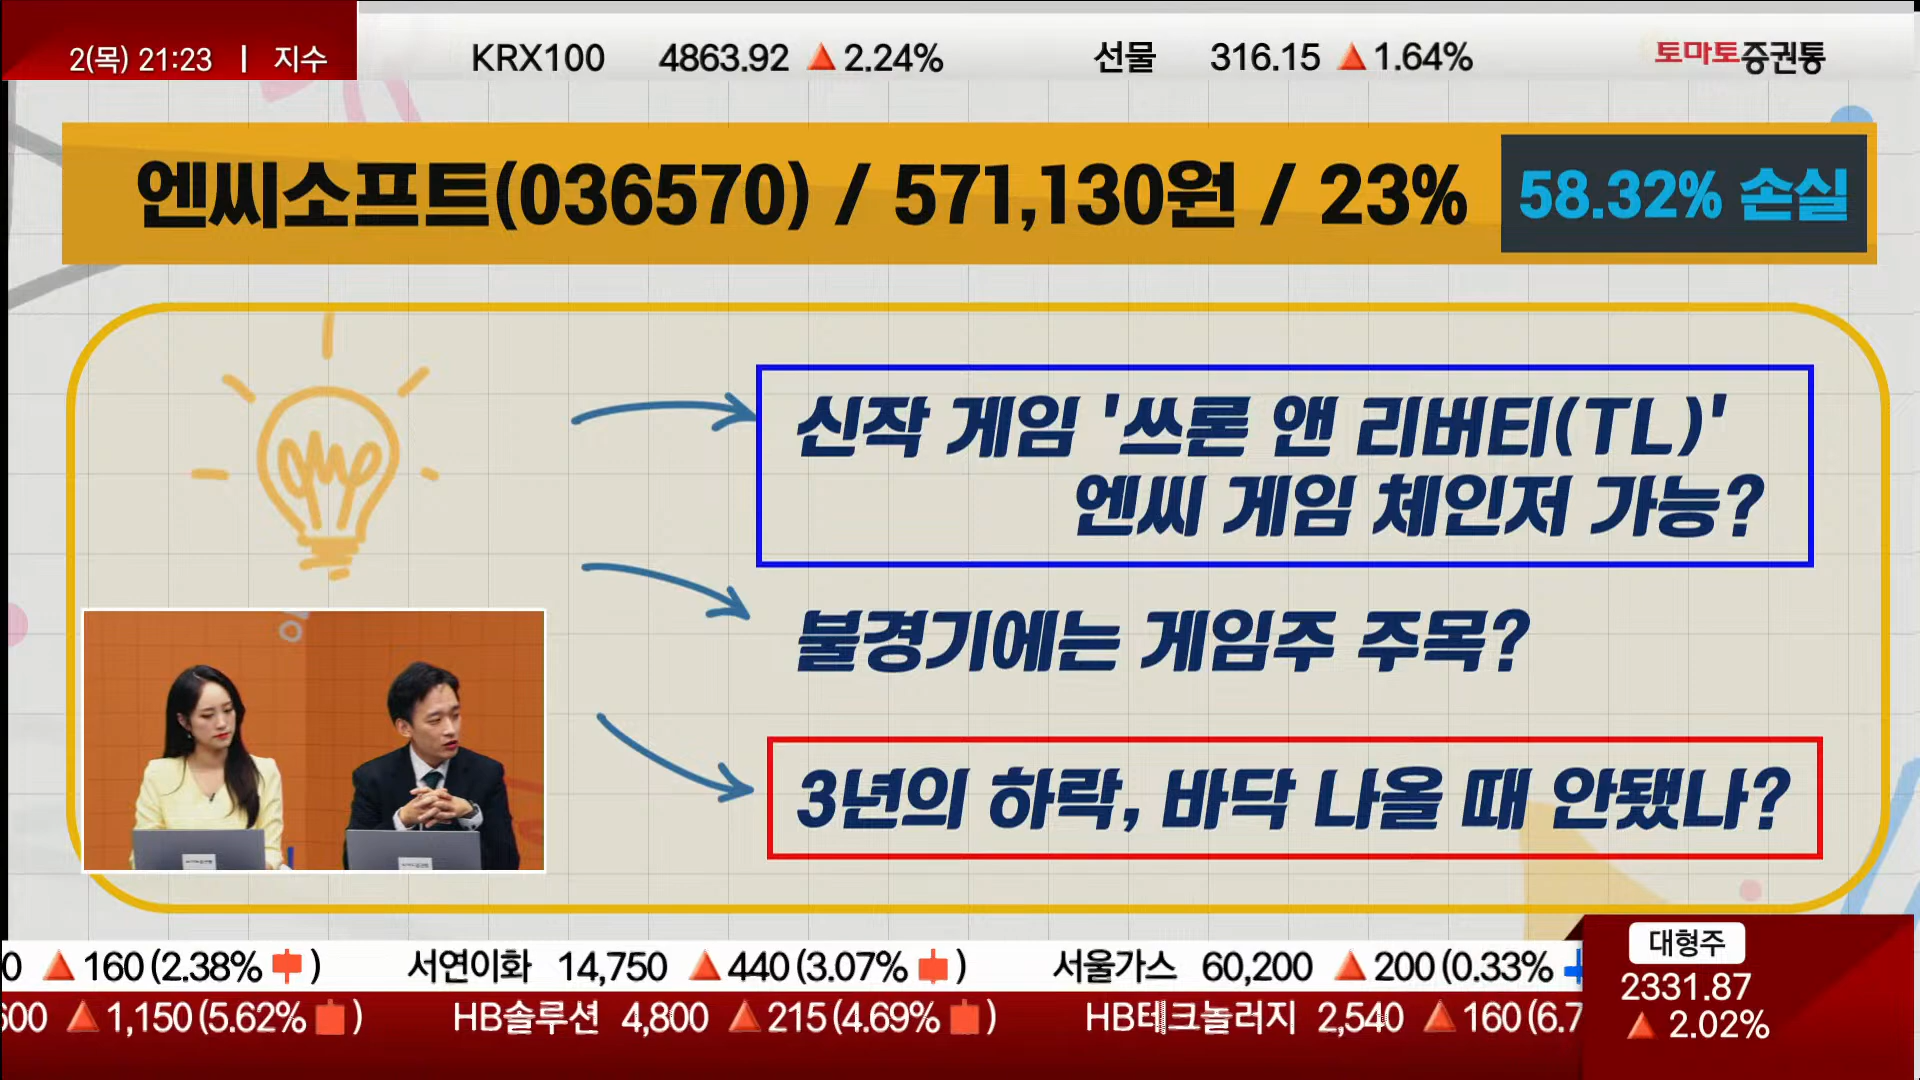 2(목) 21:23 | 지수
KRX100 4863.92 ▲2.24% 선물 316.15 ▲1.64%
토마토증권통
엔씨소프트(036570) / 571,130원 / 23%
58.32% 손실
신작 게임 '쓰론 앤 리버티(TL)'
엔씨 게임 체인저 가능?
불경기에는 게임주 주목?
3년의 하락, 바닥 나올 때 안됐나?
0 ▲160(2.38% ) 서연이화 14,750 ▲440(3.07% ) 서울가스 60,200 ▲200(0.33%
600 ▲1,150(5.62% ) HB솔루션 4,800 ▲215(4.69% ) HB테크놀러지 2,540 ▲160(6.7
대형주
2331.87
▲ 2.02%